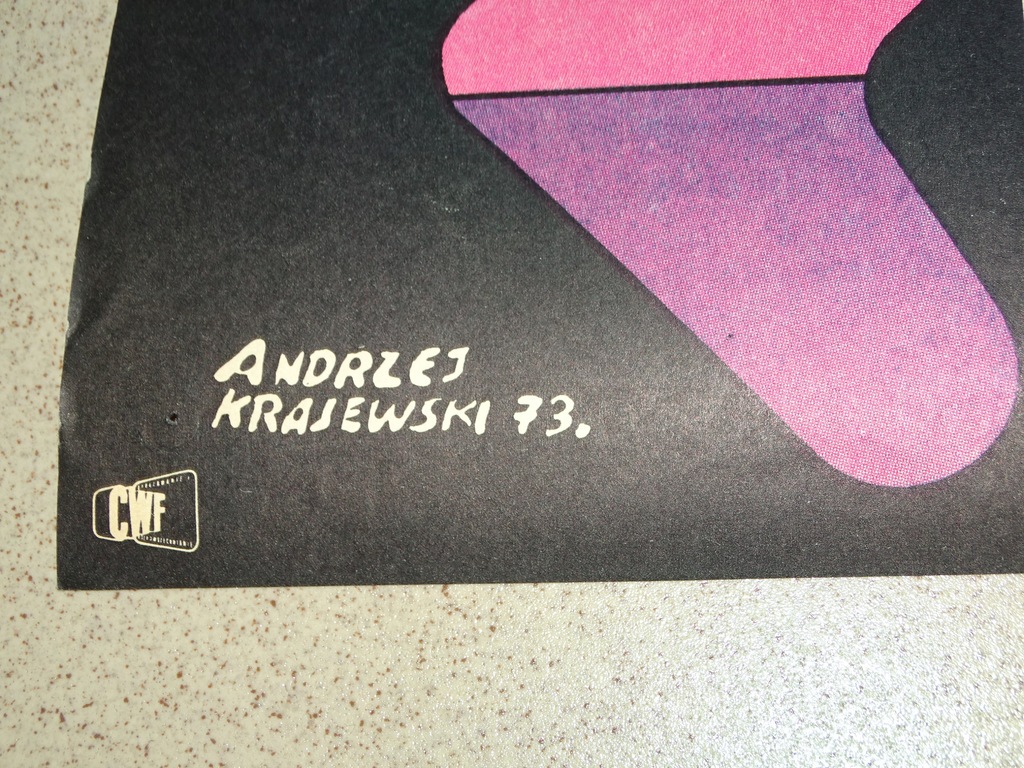 ANDRZEJ
KRAJEWSKI 73.
CWF